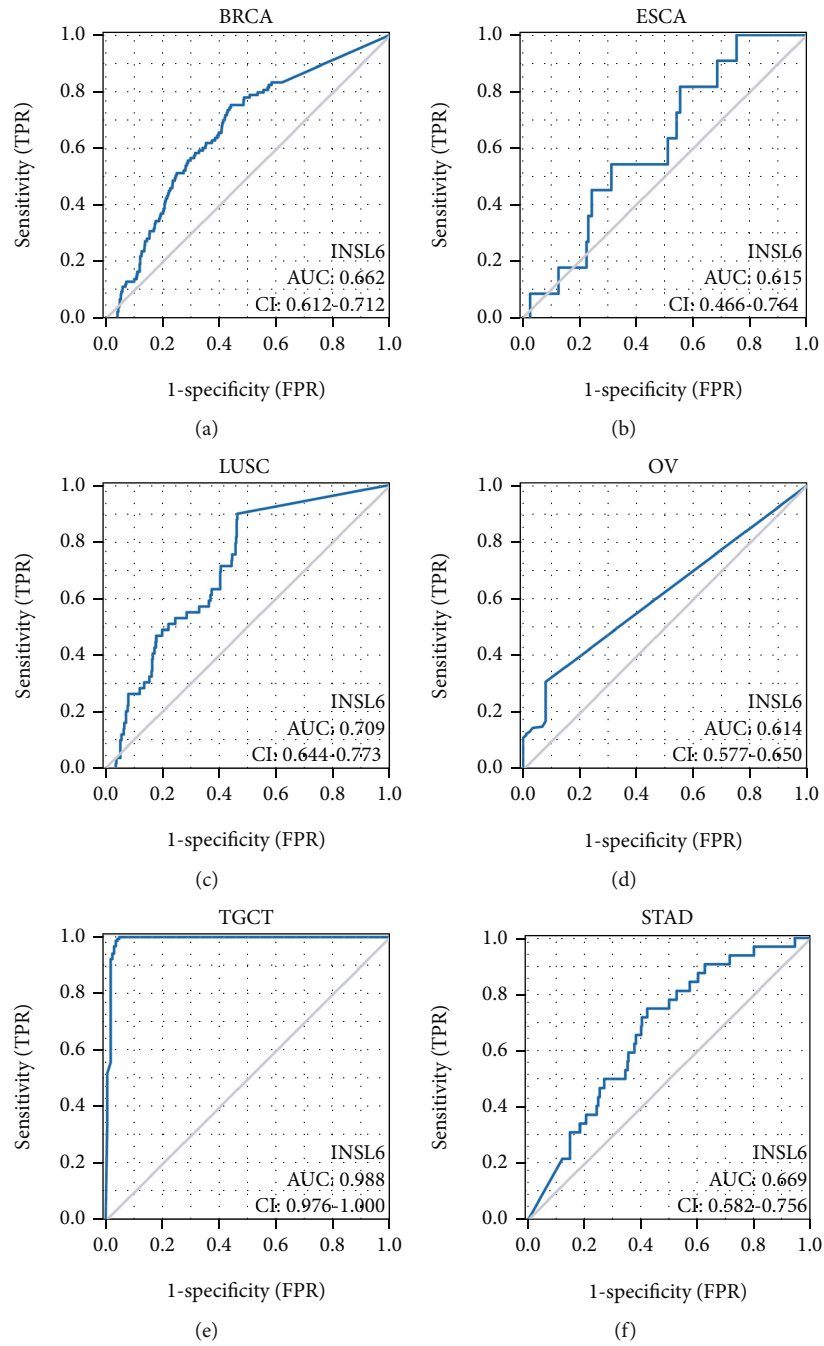 BRCA
Sensitivity (TPR)
1.0
0.8
0.6
0.4
0.2
0.0
INSL6
AUC: 0.662
CI: 0.612-0.712
0.0 0.2 0.4 0.6 0.8 1.0
1-specificity (FPR)
(a)
ESCA
Sensitivity (TPR)
1.0
0.8
0.6
0.4
0.2
0.0
INSL6
AUC: 0.615
CI: 0.466-0.764
0.0 0.2 0.4 0.6 0.8 1.0
1-specificity (FPR)
(b)
LUSC
Sensitivity (TPR)
1.0
0.8
0.6
0.4
0.2
0.0
INSL6
AUC: 0.709
CI: 0.644-0.773
0.0 0.2 0.4 0.6 0.8 1.0
1-specificity (FPR)
(c)
OV
Sensitivity (TPR)
1.0
0.8
0.6
0.4
0.2
0.0
INSL6
AUC: 0.614
CI: 0.577-0.650
0.0 0.2 0.4 0.6 0.8 1.0
1-specificity (FPR)
(d)
TGCT
Sensitivity (TPR)
1.0
0.8
0.6
0.4
0.2
0.0
INSL6
AUC: 0.988
CI: 0.976-1.000
0.0 0.2 0.4 0.6 0.8 1.0
1-specificity (FPR)
(e)
STAD
Sensitivity (TPR)
1.0
0.8
0.6
0.4
0.2
0.0
INSL6
AUC: 0.669
CI: 0.582-0.756
0.0 0.2 0.4 0.6 0.8 1.0
1-specificity (FPR)
(f)